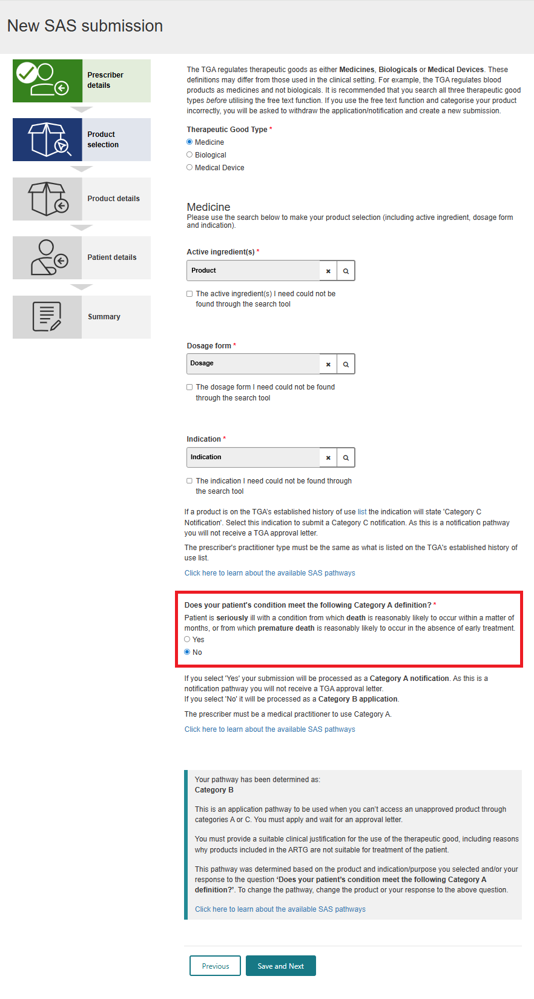 New SAS submission
Prescriber
details
Product
selection
Product details
Patient details
Summary
The TGA regulates therapeutic goods as either Medicines, Biologicals or Medical Devices. These
definitions may differ from those used in the clinical setting. For example, the TGA regulates blood
products as medicines and not biologicals. It is recommended that you search all three therapeutic good
types before utilising the free text function. If you use the free text function and categorise your product
incorrectly, you will be asked to withdraw the application/notification and create a new submission.
Therapeutic Good Type *
Medicine
Biological
Medical Device
Medicine
Please use the search below to make your product selection (including active ingredient, dosage form
and indication).
Active ingredient(s) *
Product
The active ingredient(s) I need could not be
found through the search tool
Dosage form *
Dosage
The dosage form I need could not be found
through the search tool
Indication *
Indication
The indication I need could not be found through
the search tool
If a product is on the TGA's established history of use list the indication will state 'Category C
Notification'. Select this indication to submit a Category C notification. As this is a notification pathway
you will not receive a TGA approval letter.
The prescriber's practitioner type must be the same as what is listed on the TGA's established history of
use list.
Click here to learn about the available SAS pathways
Does your patient's condition meet the following Category A definition? *
Patient is seriously ill with a condition from which death is reasonably likely to occur within a matter of
months, or from which premature death is reasonably likely to occur in the absence of early treatment.
Yes
No
If you select 'Yes' your submission will be processed as a Category A notification. As this is a
notification pathway you will not receive a TGA approval letter.
If you select 'No' it will be processed as a Category B application.
The prescriber must be a medical practitioner to use Category A.
Click here to learn about the available SAS pathways
Your pathway has been determined as:
Category B
This is an application pathway to be used when you can't access an unapproved product through
categories A or C. You must apply and wait for an approval letter.
You must provide a suitable clinical justification for the use of the therapeutic good, including reasons
why products included in the ARTG are not suitable for treatment of the patient.
This pathway was determined based on the product and indication/purpose you selected and/or your
response to the question ‘Does your patient’s condition meet the following Category A
definition?’. To change the pathway, change the product or your response to the above question.
Click here to learn about the available SAS pathways
Previous
Save and Next